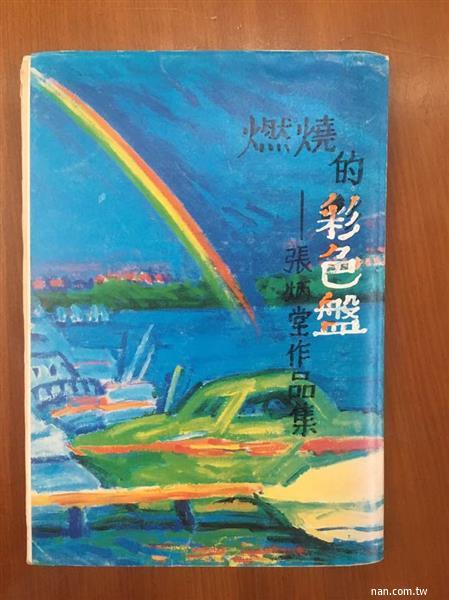 燃燒
的
彩色盤
—張炳堂作品集
nan.com.tw